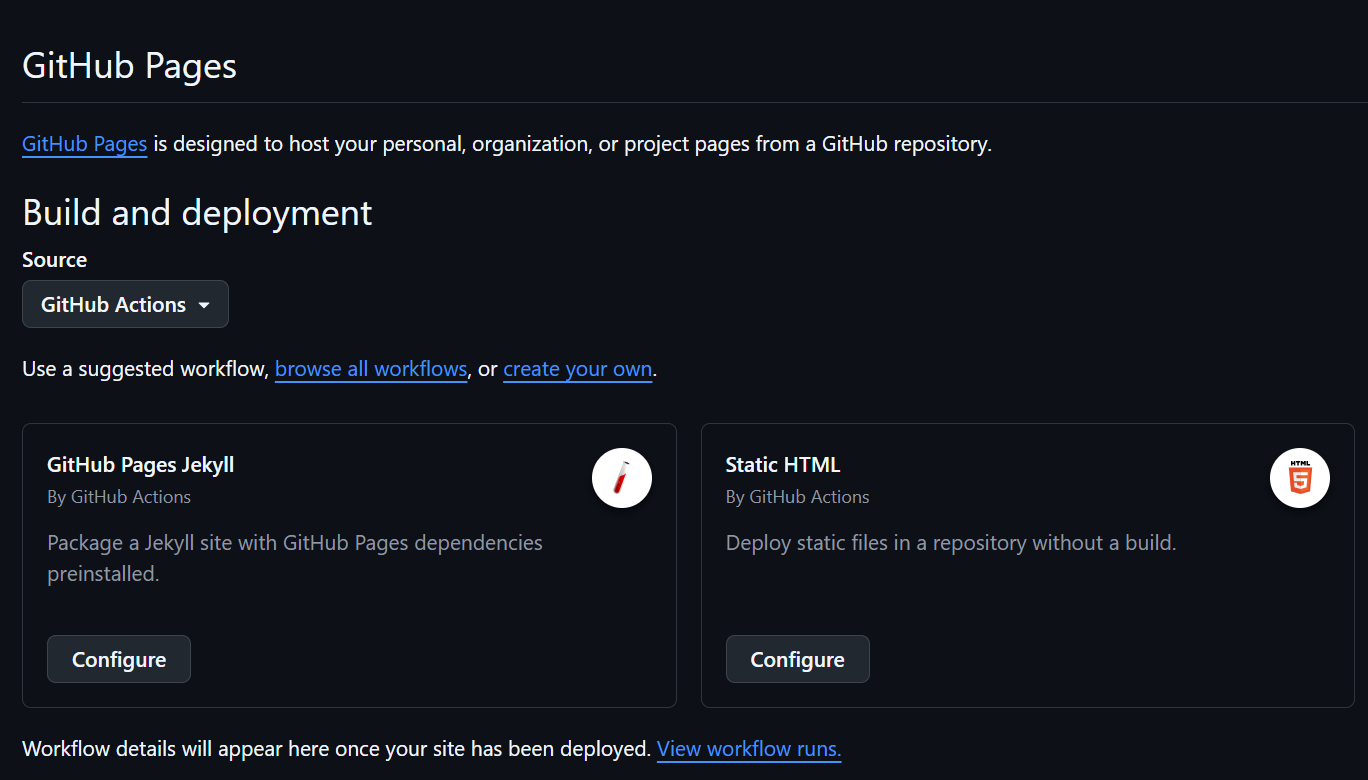 GitHub Pages
GitHub Pages is designed to host your personal, organization, or project pages from a GitHub repository.
Build and deployment
Source
GitHub Actions
Use a suggested workflow, browse all workflows, or create your own.
GitHub Pages Jekyll
By GitHub Actions
Package a Jekyll site with GitHub Pages dependencies
preinstalled.
Configure
Static HTML
HTML
5
By GitHub Actions
Deploy static files in a repository without a build.
Configure
Workflow details will appear here once your site has been deployed. View workflow runs.